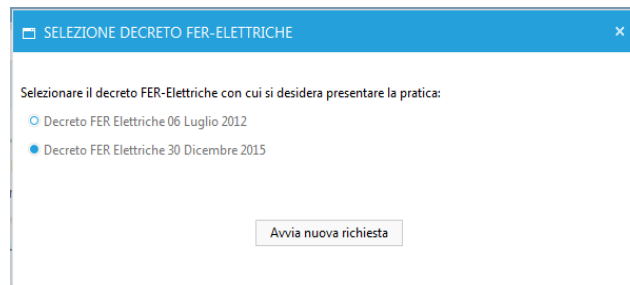 SELEZIONE DECRETO FER-ELETTRICHE
Selezionare il decreto FER-Elettriche con cui si desidera presentare la pratica:
Decreto FER Elettriche 06 Luglio 2012
Decreto FER Elettriche 30 Dicembre 2015
Avvia nuova richiesta